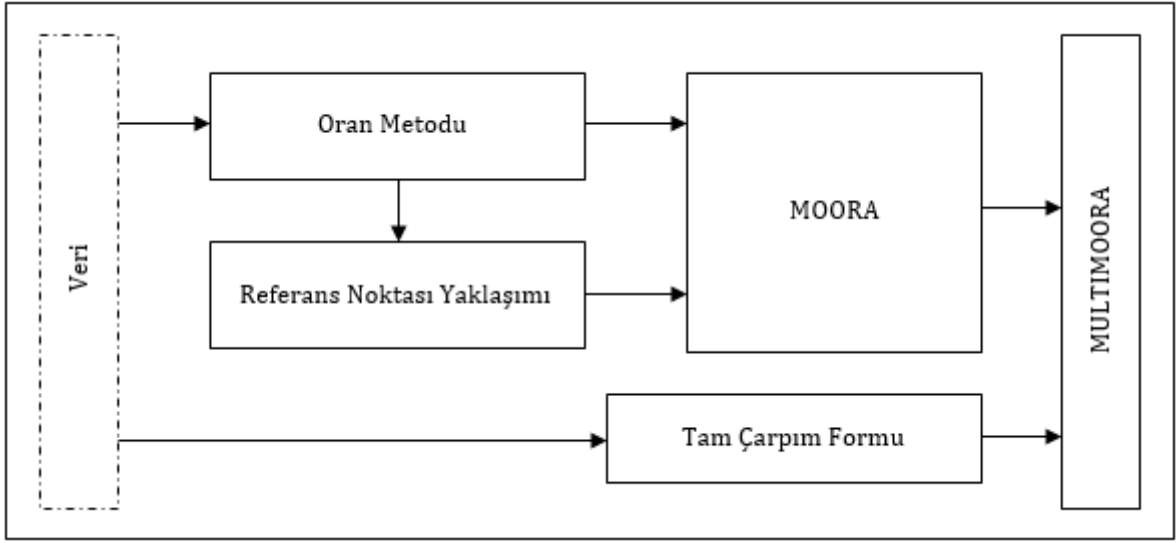 Veri
Oran Metodu
Referans Noktası Yaklaşımı
MOORA
Tam Çarpım Formu
MULTIMOORA